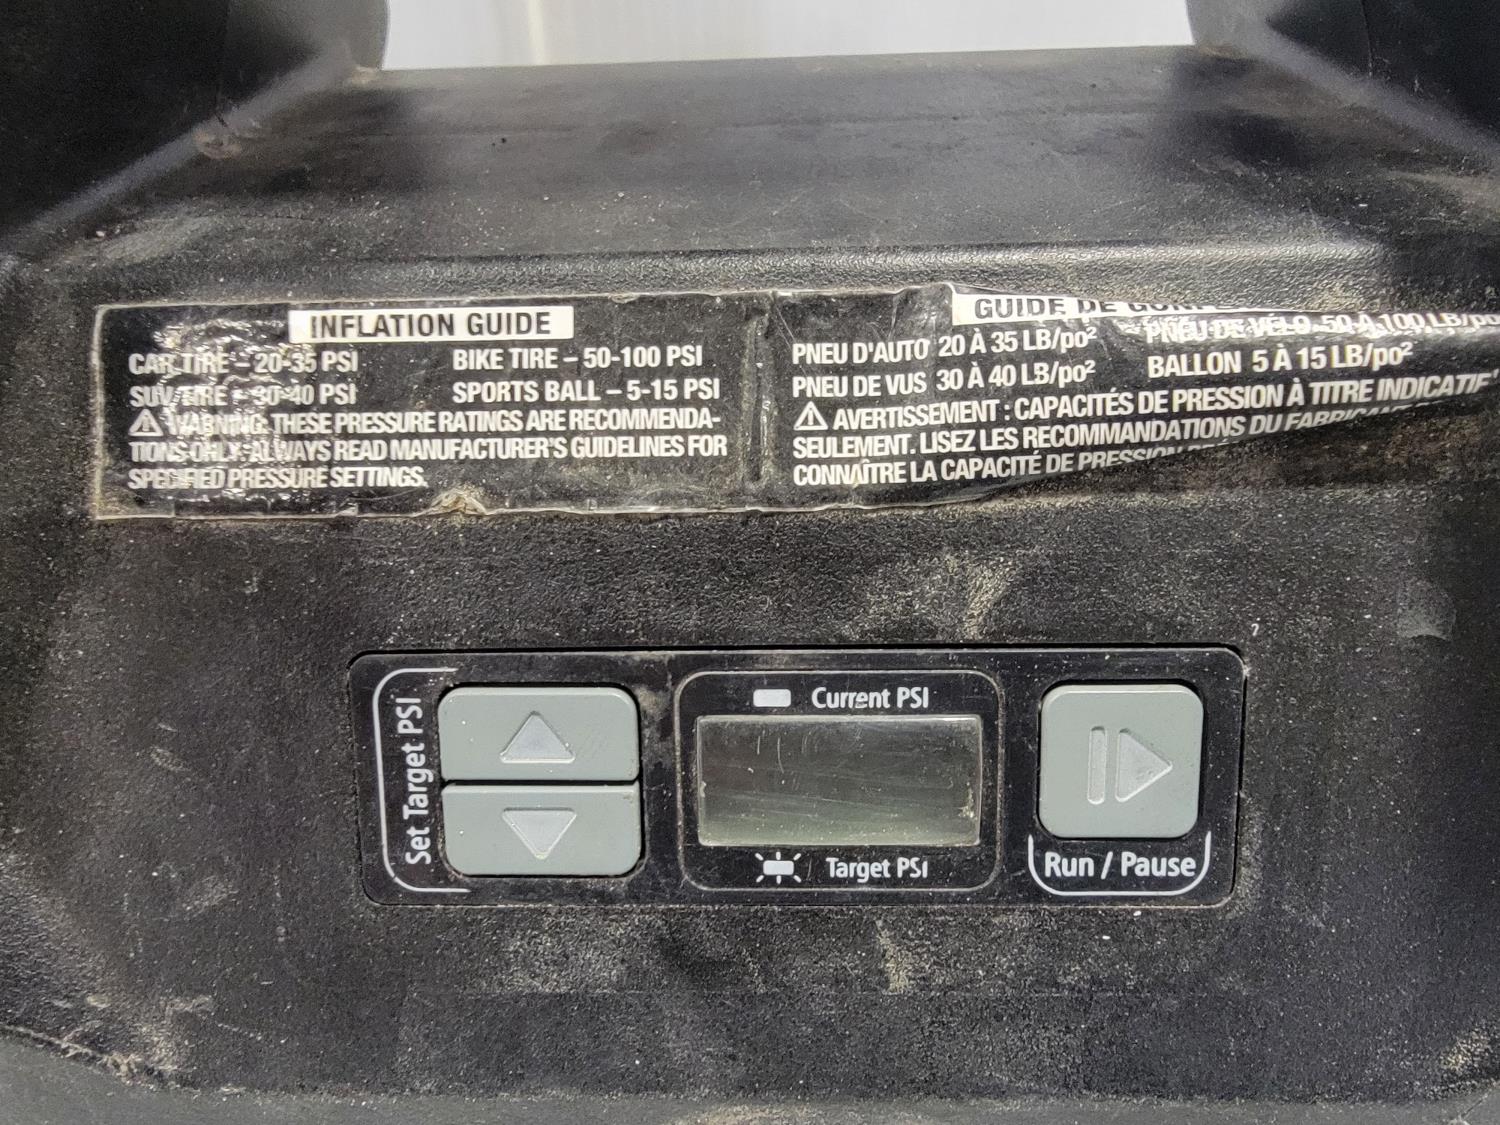 INFLATION GUIDE
CAR TIRE – 20-35 PSI
BIKE TIRE – 50-100 PSI
SUV TIRE – 30-40 PSI
SPORTS BALL – 5-15 PSI
WARNING: THESE PRESSURE RATINGS ARE RECOMMENDA-
TIONS ONLY. ALWAYS READ MANUFACTURER'S GUIDELINES FOR
SPECIFIED PRESSURE SETTINGS.
GUIDE DE
PNEU D'AUTO 20 À 35 LB/po²
PNEU DE VÉLO 50 À 100 LB/po
PNEU DE VUS 30 À 40 LB/po²
BALLON 5 À 15 LB/po²
AVERTISSEMENT : CAPACITÉS DE PRESSION À TITRE INDICATIF
SEULEMENT. LISEZ LES RECOMMANDATIONS DU
CONNAÎTRE LA CAPACITÉ DE PRESSION
Set Target PSI
Current PSI
Target PSI
Run / Pause